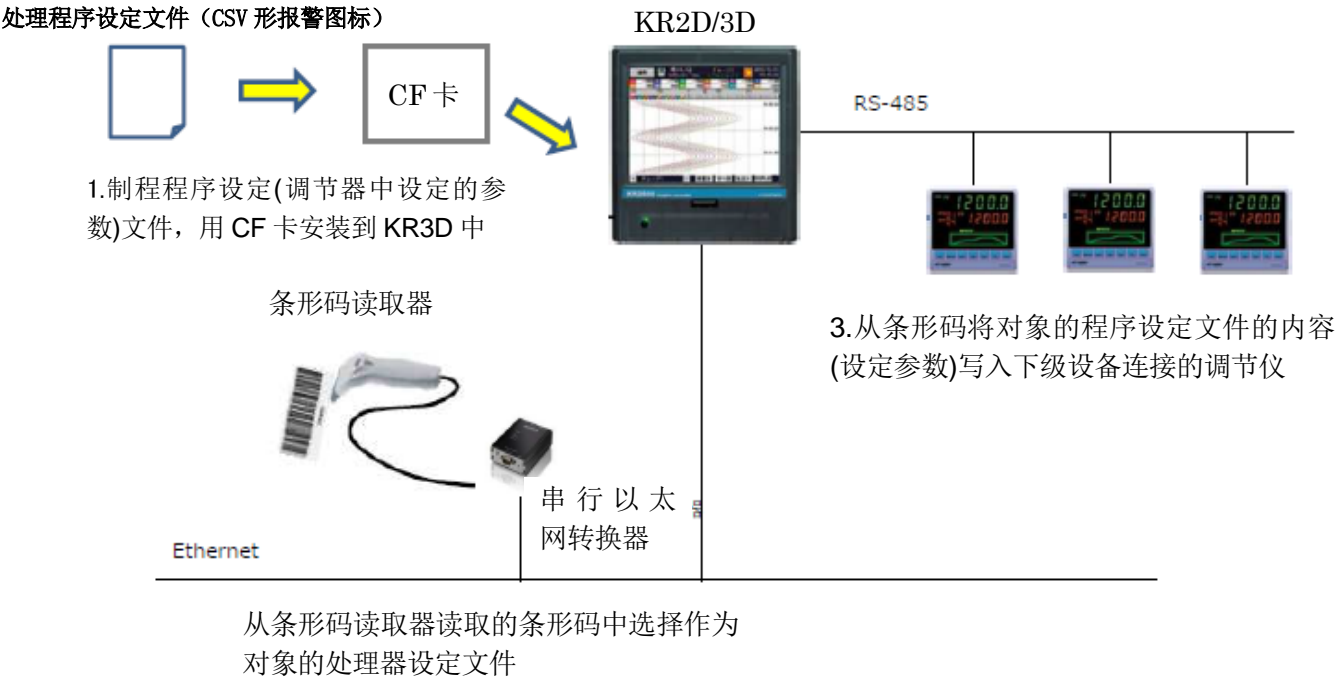 处理程序设定文件（CSV 形报警图标）
KR2D/3D
CF卡
RS-485
1.制程程序设定(调节器中设定的参
数)文件，用 CF 卡安装到 KR3D 中
条形码读取器
3.从条形码将对象的程序设定文件的内容
(设定参数)写入下级设备连接的调节仪
串行以太
网转换器
器
Ethernet
从条形码读取器读取的条形码中选择作为
对象的处理器设定文件